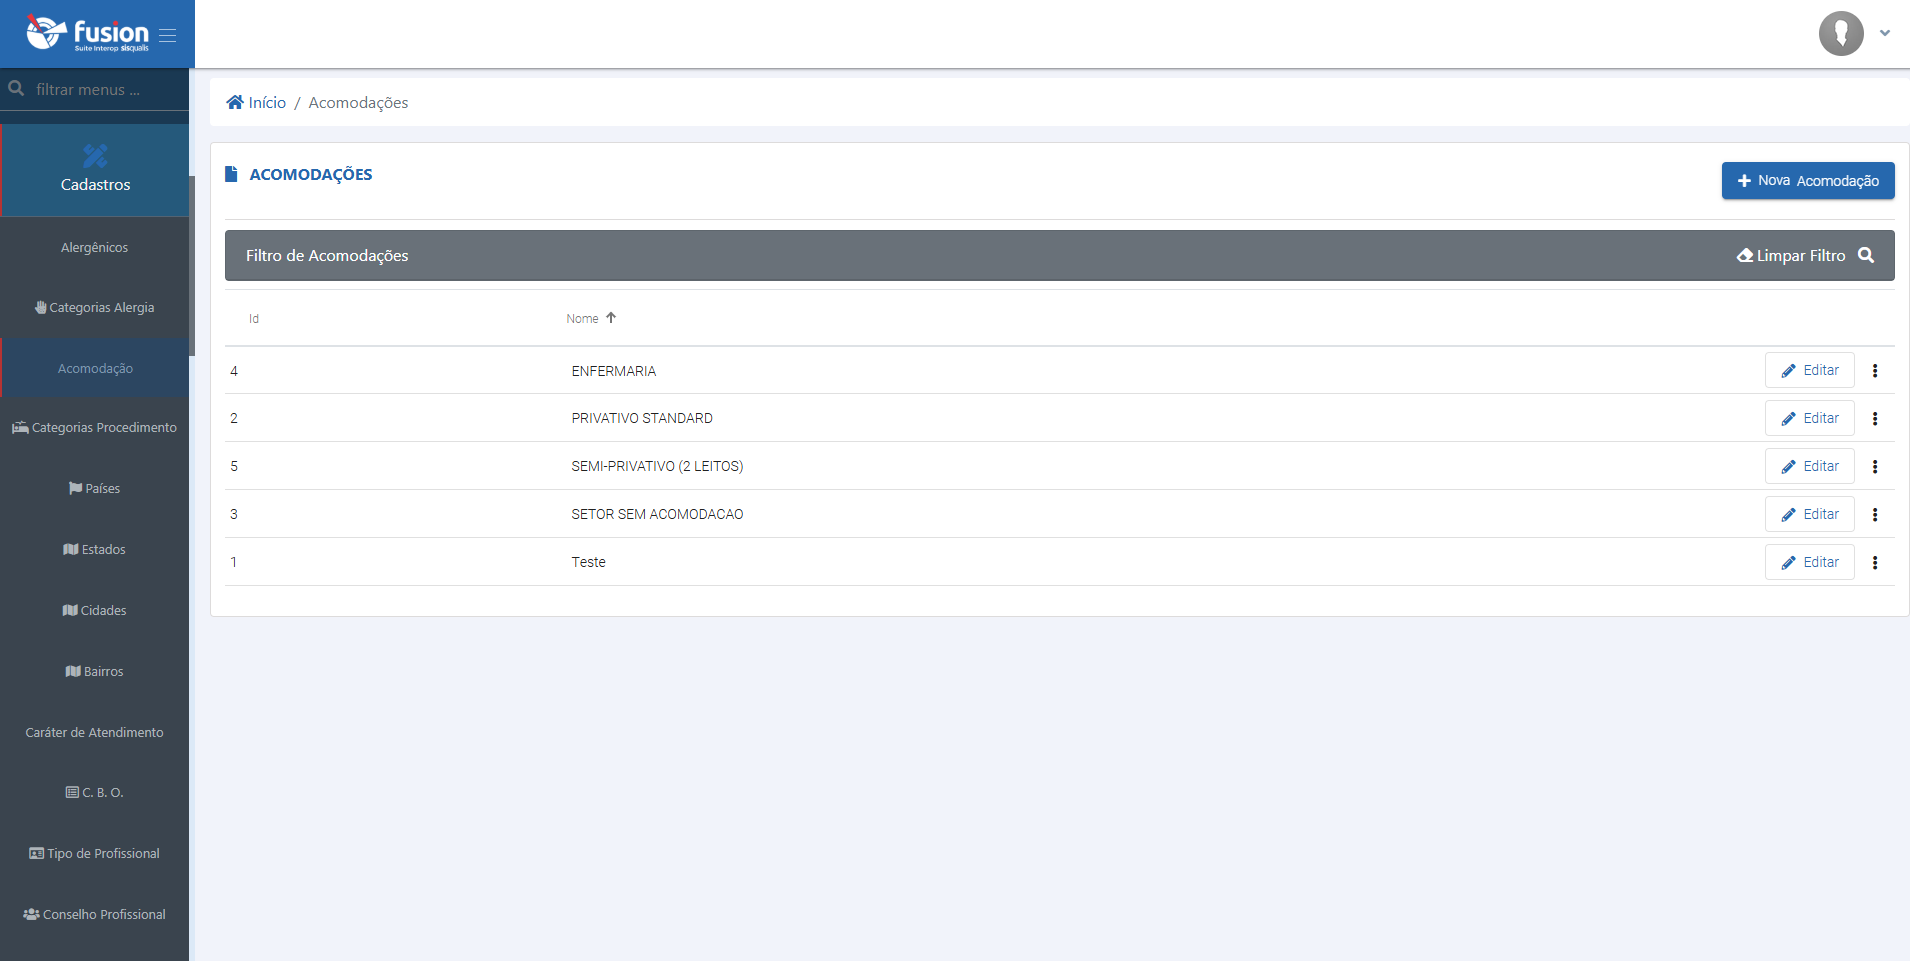 fusion
Suite Interop sisqualis
filtrar menus ...
Cadastros
Alergênicos
Categorias Alergia
Acomodação
Categorias Procedimento
Países
Estados
Cidades
Bairros
Caráter de Atendimento
C. B. O.
Tipo de Profissional
Conselho Profissional
Início / Acomodações
ACOMODAÇÕES
Nova Acomodação
Filtro de Acomodações
Limpar Filtro
Id Nome
4 ENFERMARIA Editar
2 PRIVATIVO STANDARD Editar
5 SEMI-PRIVATIVO (2 LEITOS) Editar
3 SETOR SEM ACOMODACAO Editar
1 Teste Editar